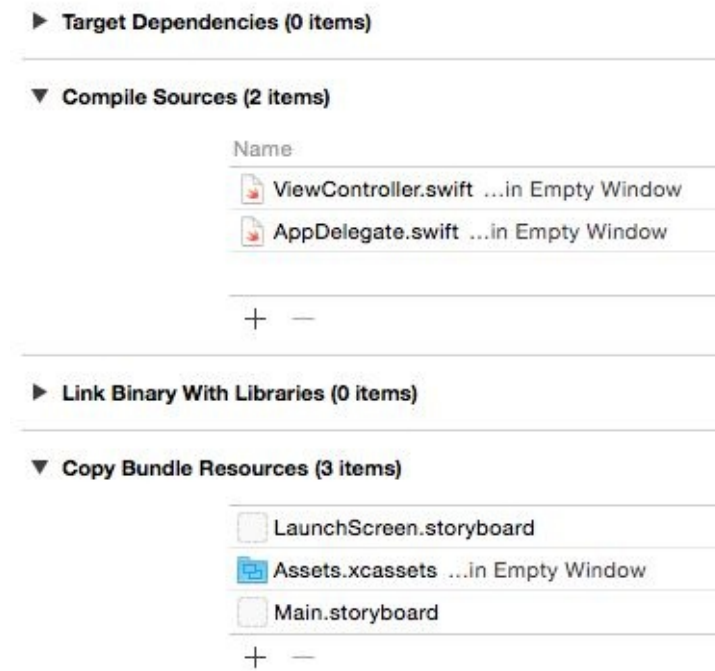 Target Dependencies (0 items)
Compile Sources (2 items)
Name
ViewController.swift ...in Empty Window
AppDelegate.swift ...in Empty Window
Link Binary With Libraries (0 items)
Copy Bundle Resources (3 items)
LaunchScreen.storyboard
Assets.xcassets ...in Empty Window
Main.storyboard